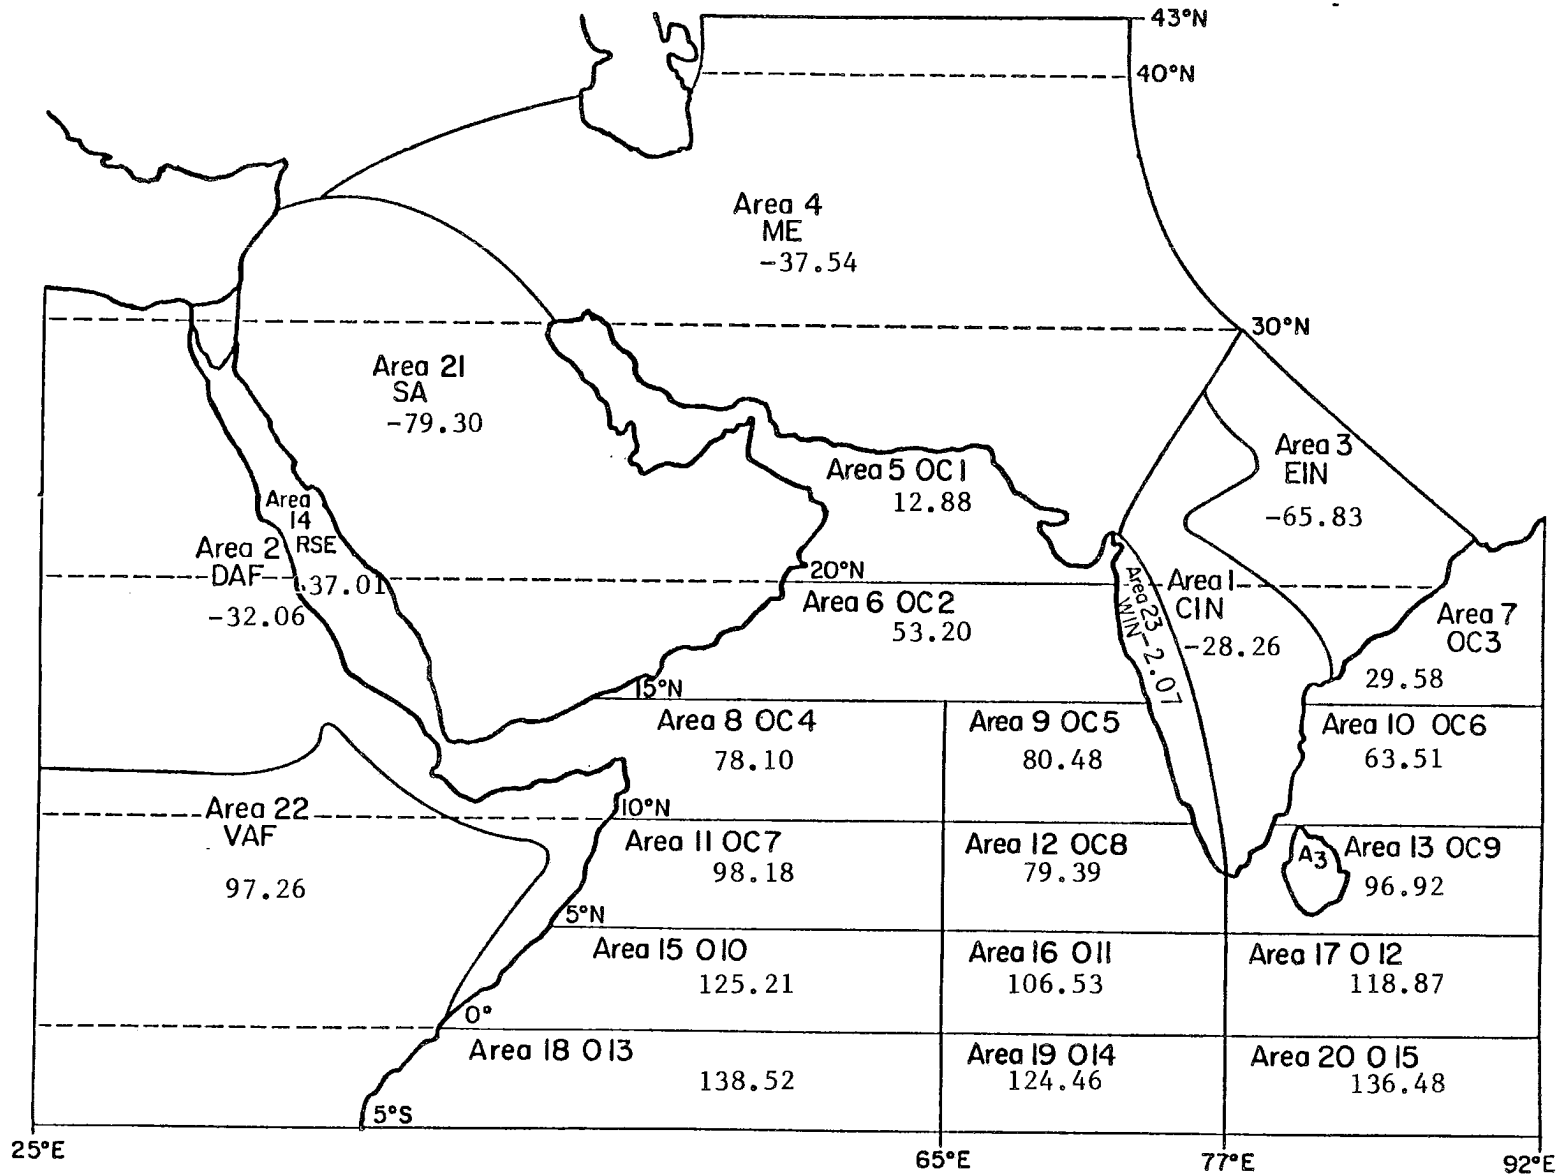 43°N
40°N
Area 4
ME
-37.54
30°N
Area 21
SA
-79.30
Area 3
EIN
-65.83
Area 5 OC1
12.88
Area
14
RSE
37.01
Area 2
DAF
-32.06
20°N
Area 6 OC2
53.20
Area 23
WIN -2.07
Area 1
CIN
-28.26
Area 7
OC3
29.58
15°N
Area 8 OC4
78.10
Area 9 OC5
80.48
Area 10 OC6
63.51
Area 22
VAF
97.26
10°N
Area 11 OC7
98.18
Area 12 OC8
79.39
A3
Area 13 OC9
96.92
5°N
Area 15 O10
125.21
Area 16 O11
106.53
Area 17 O12
118.87
0°
Area 18 O13
138.52
Area 19 O14
124.46
Area 20 O15
136.48
5°S
25°E
65°E
77°E
92°E